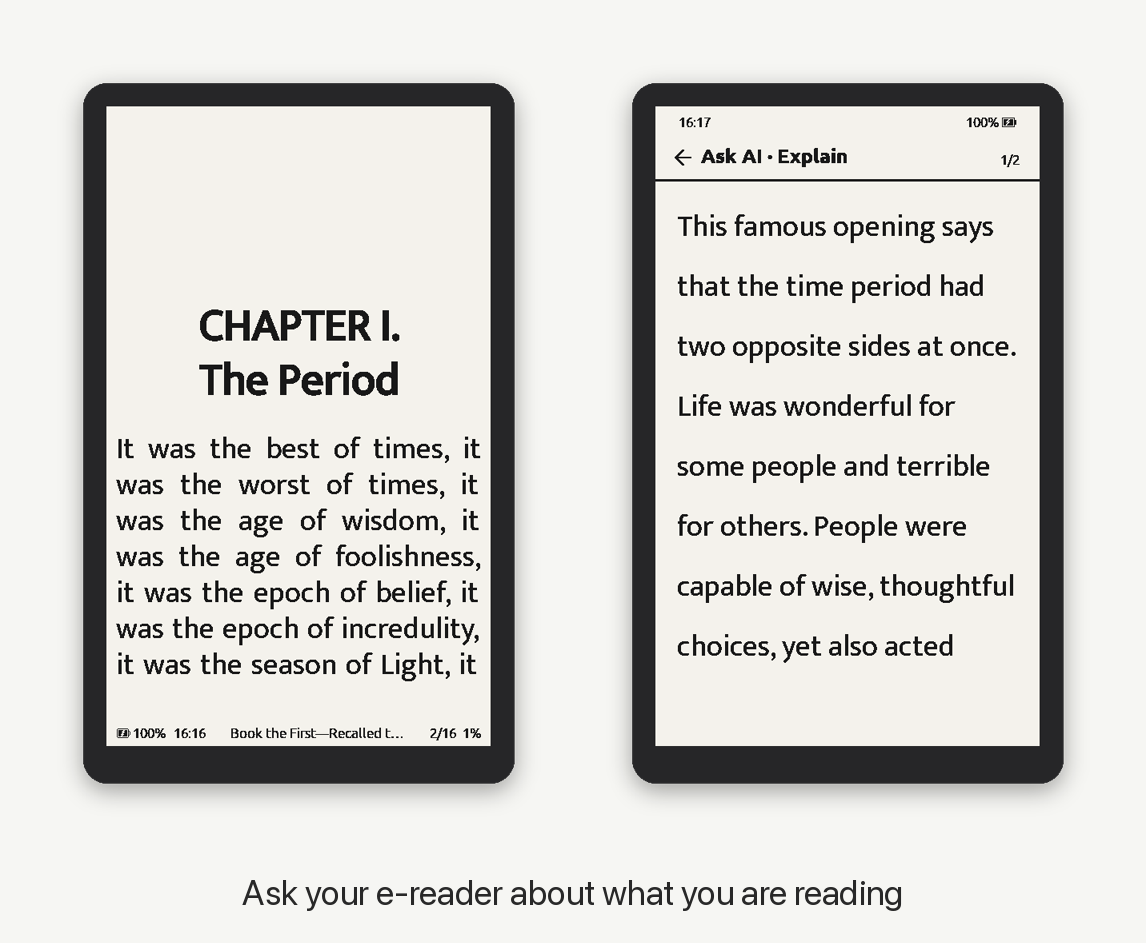 CHAPTER I.
The Period
It was the best of times, it
was the worst of times, it
was the age of wisdom, it
was the age of foolishness,
it was the epoch of belief, it
was the epoch of incredulity,
it was the season of Light, it
100% 16:16 Book the First—Recalled t... 2/16 1%
16:17 100%
← Ask AI · Explain 1/2
This famous opening says
that the time period had
two opposite sides at once.
Life was wonderful for
some people and terrible
for others. People were
capable of wise, thoughtful
choices, yet also acted
Ask your e-reader about what you are reading